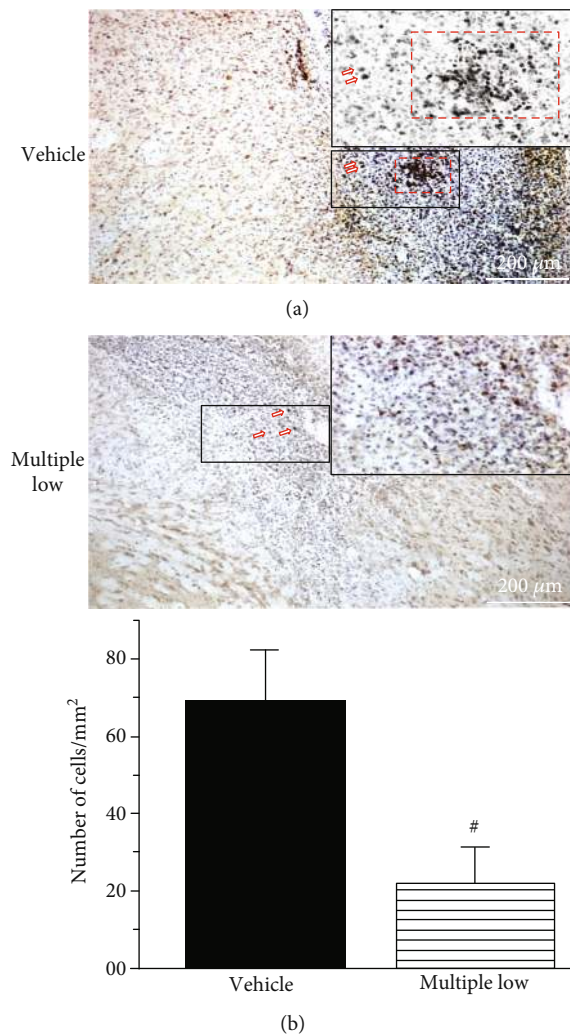 Vehicle
200 μm
(a)
Multiple
low
200 μm
Number of cells/mm²
80
60
40
20
00
#
Vehicle
Multiple low
(b)